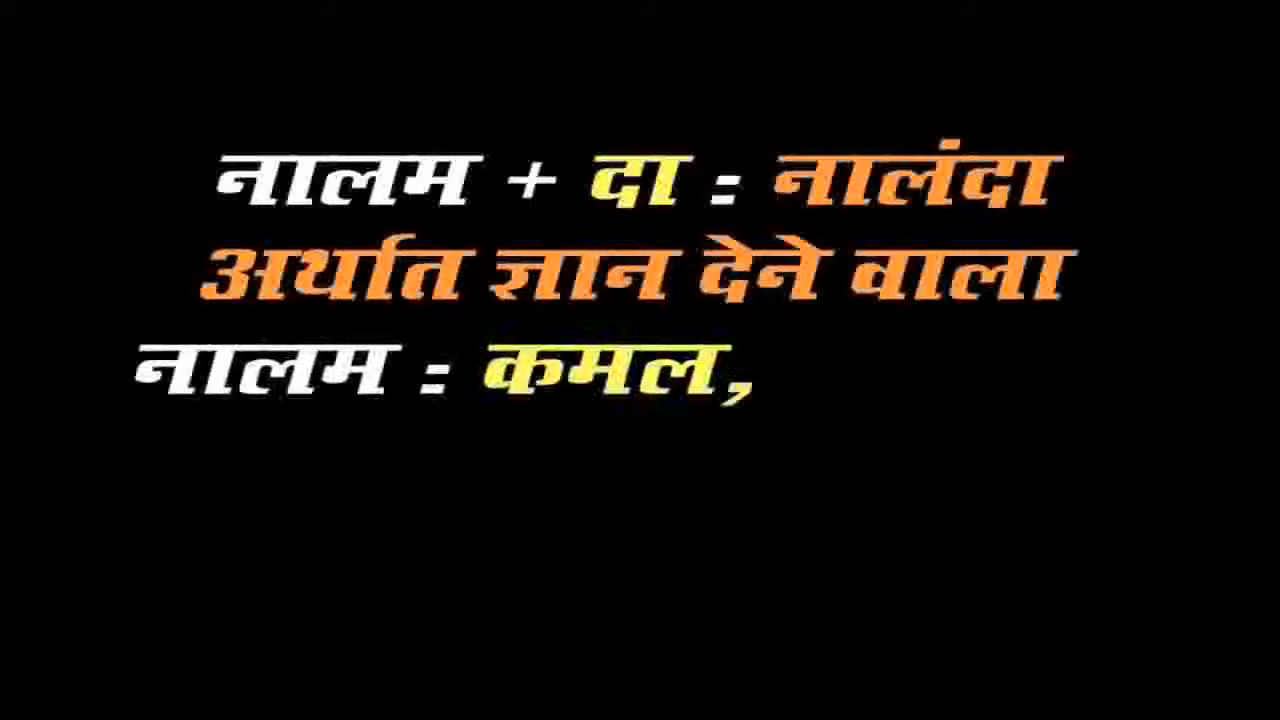 नालम + दा : नालंदा
अर्थात ज्ञान देने वाला
नालम : कमल,